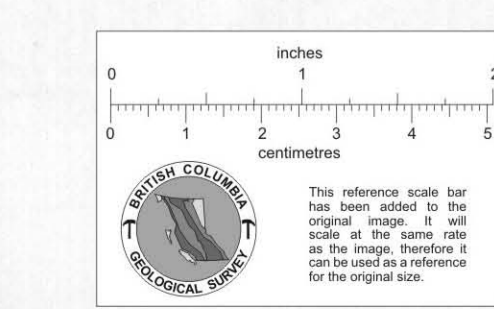 inches
0 1 2
0 1 2 3 4 5
centimetres
BRITISH COLUMBIA
GEOLOGICAL SURVEY
This reference scale bar
has been added to the
original image. It will
scale at the same rate
as the image, therefore it
can be used as a reference
for the original size.